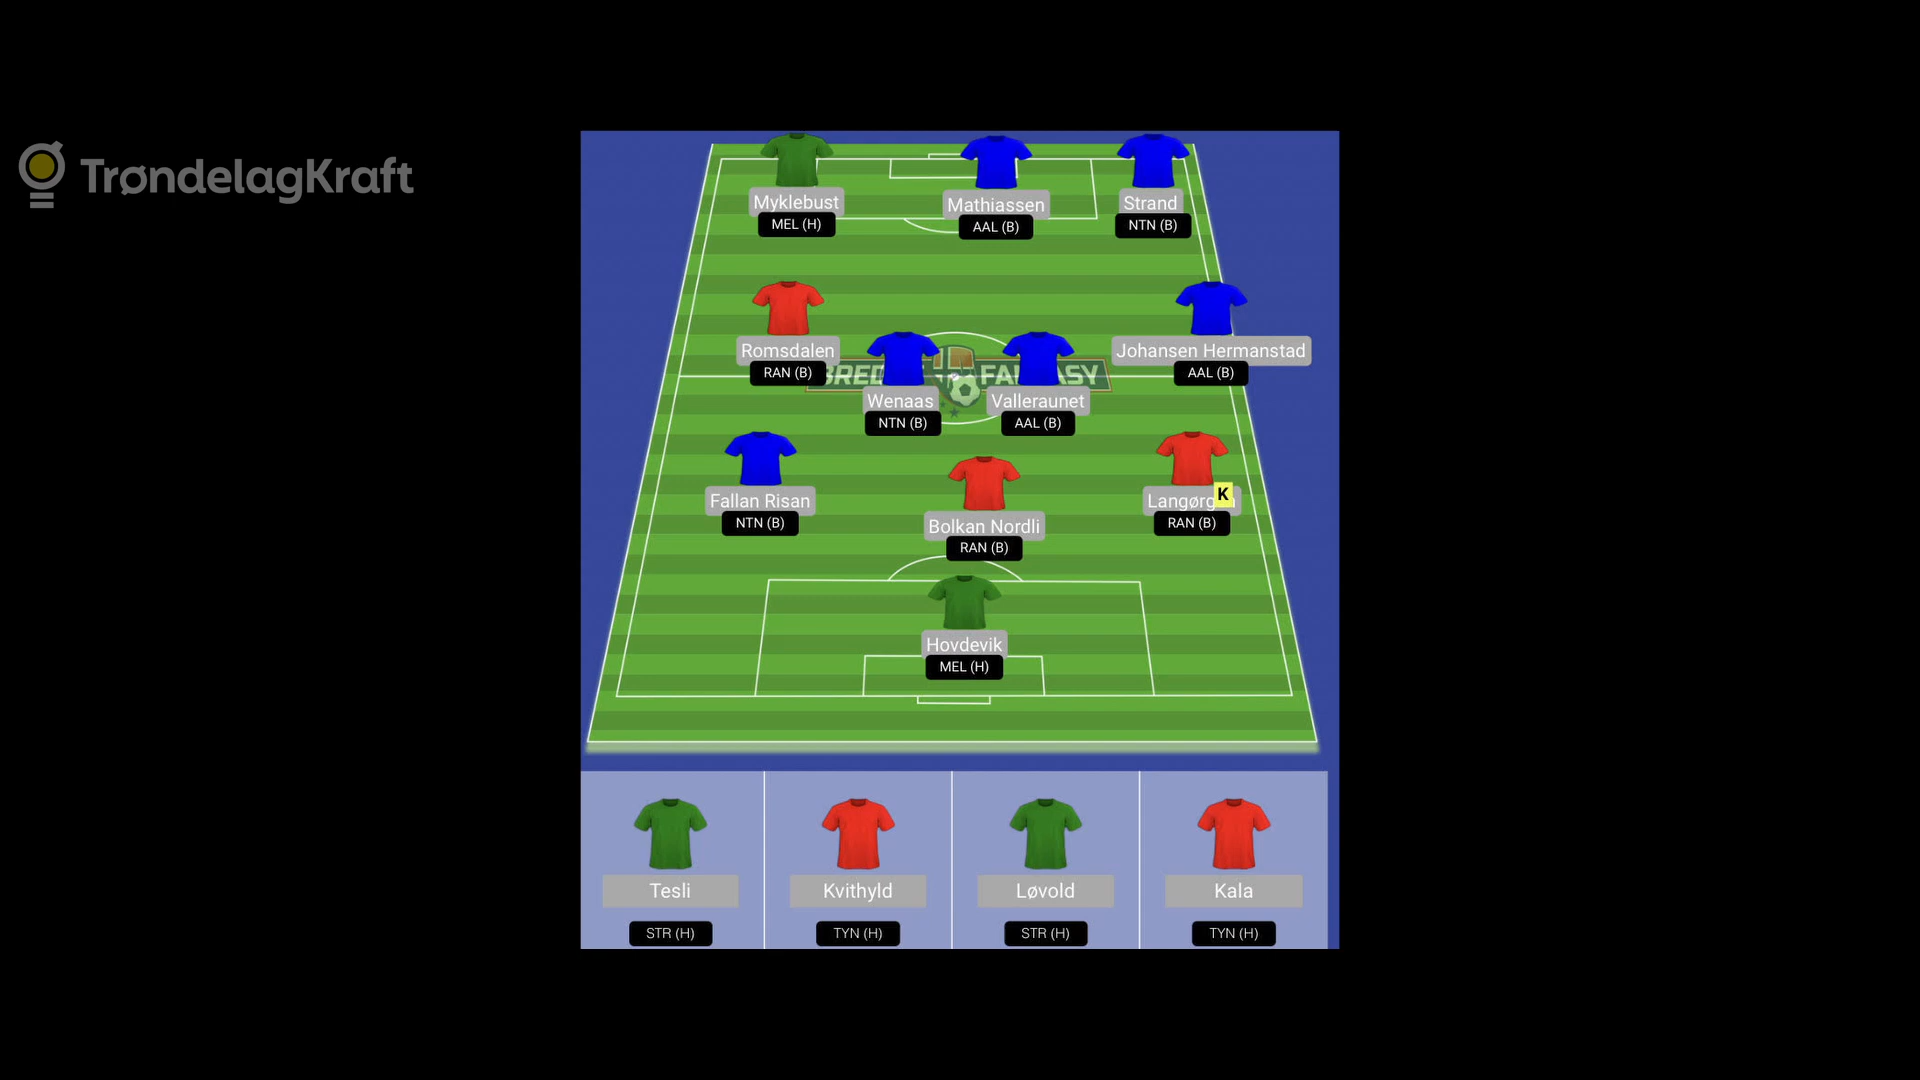 TrøndelagKraft
Myklebust
MEL (H)
Mathiassen
AAL (B)
Strand
NTN (B)
Romsdalen
RAN (B)
Johansen Hermanstad
AAL (B)
Wenaas
NTN (B)
Valleraunet
AAL (B)
Fallan Risan
NTN (B)
Bolkan Nordli
RAN (B)
K
RAN (B)
Hovdevik
MEL (H)
Tesli
STR (H)
Kvithyld
TYN (H)
Løvold
STR (H)
Kala
TYN (H)